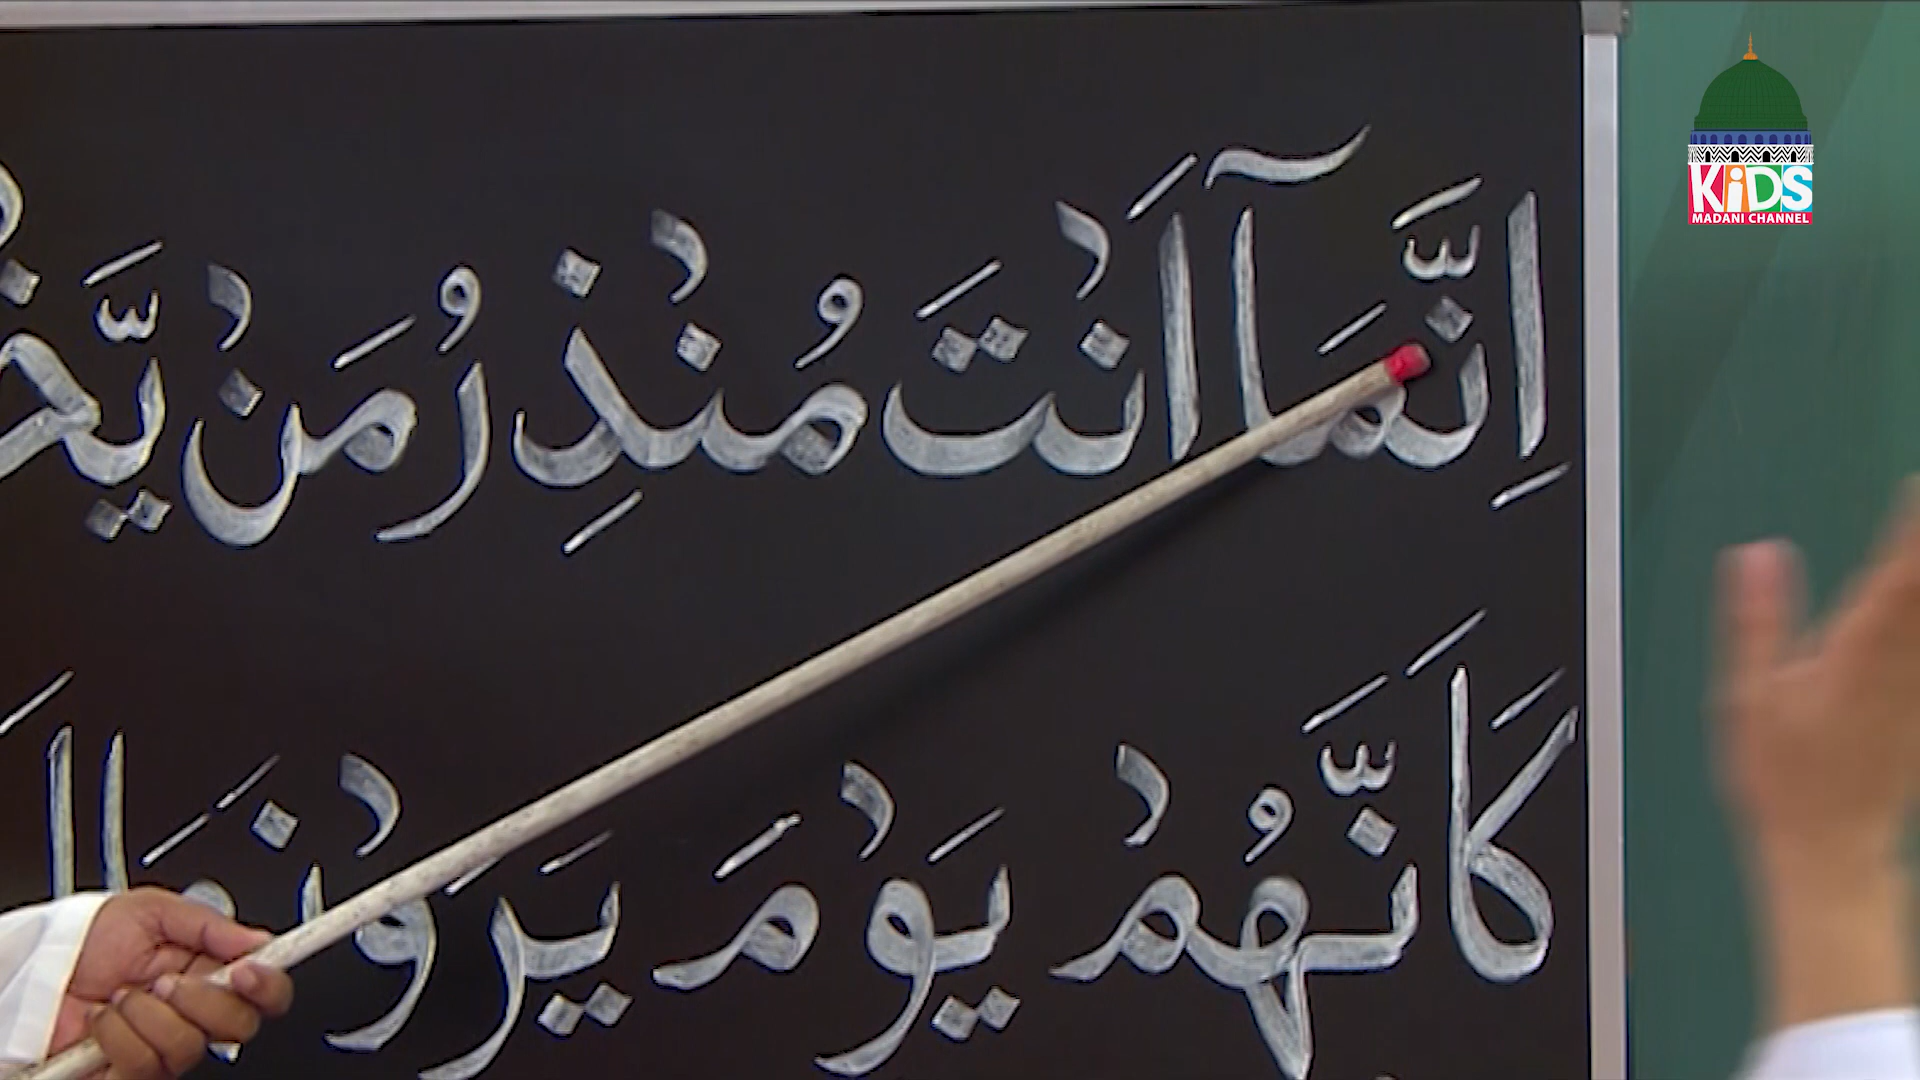 اِنَّمَآ اَنْتَ مُنْذِرُ مَنْ يَّخْ
كَاَنَّهُمْ يَوْمَ يَرَوْنَهَا لَ
KiDS
MADANI CHANNEL